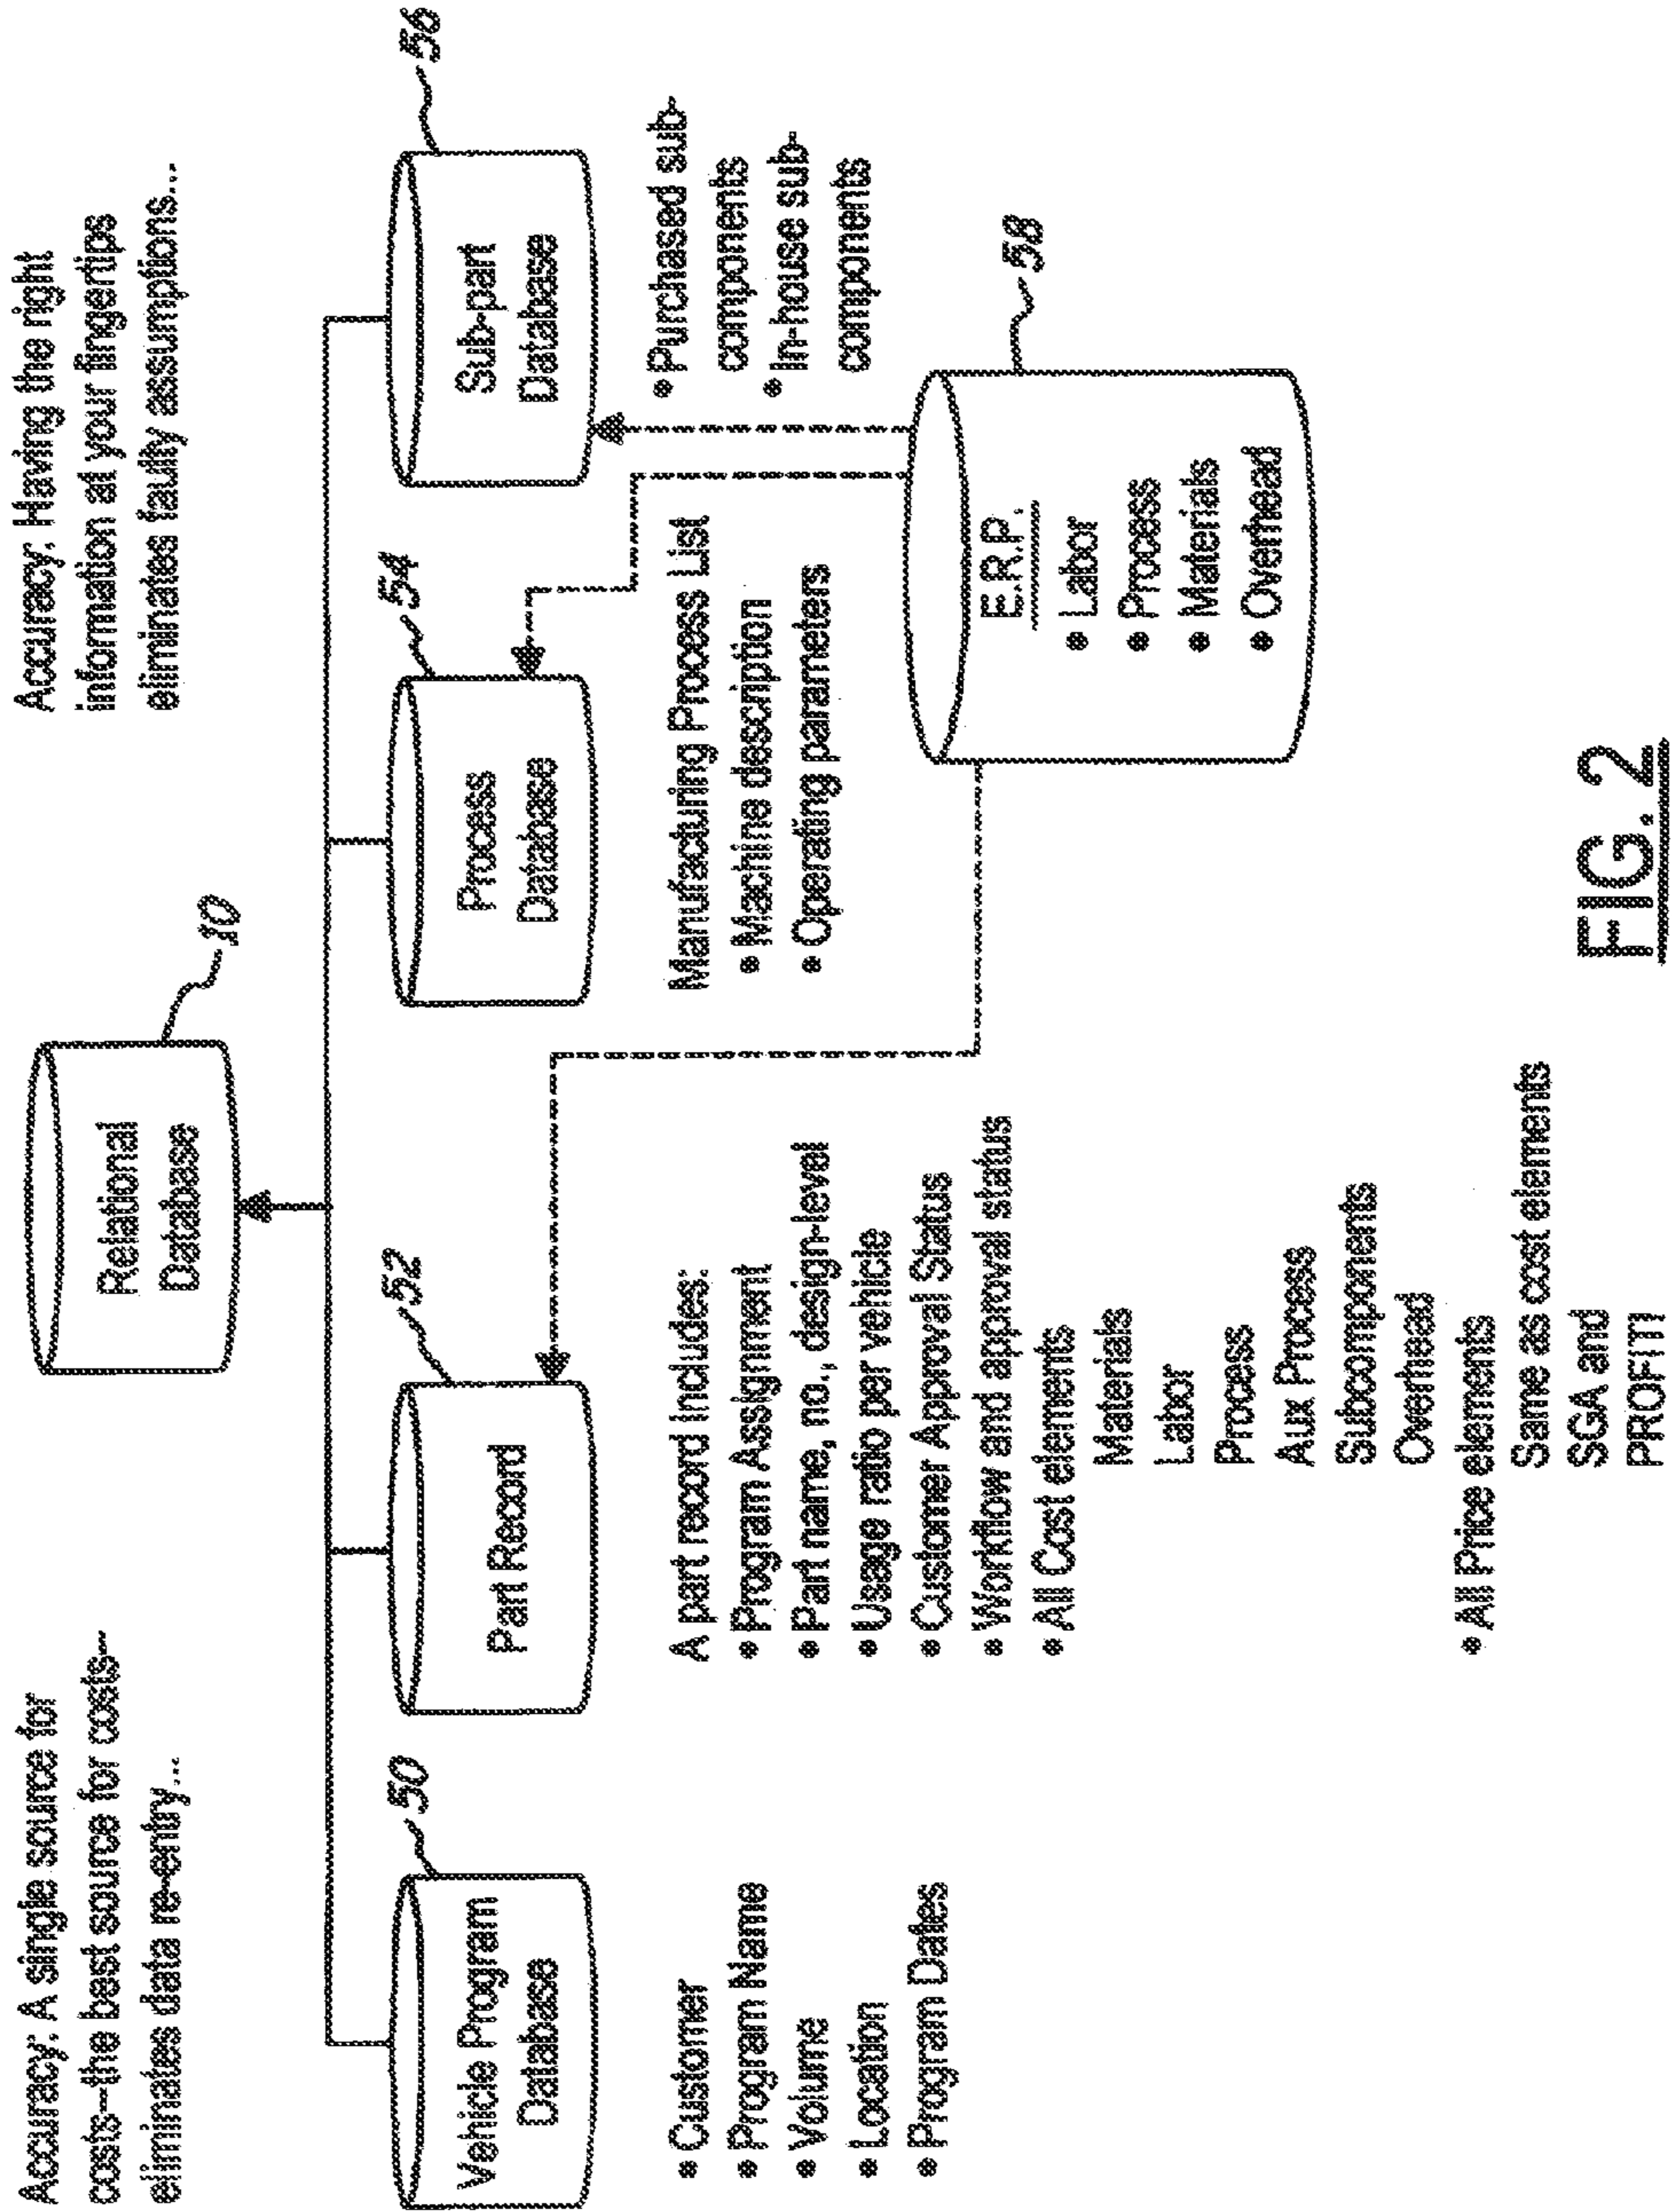 Accuracy: A single source for
costs--the best source for costs--
eliminates data re-entry...
Accuracy: Having the right
information at your fingertips
eliminates faulty assumptions...
Relational
Database
10
Vehicle Program
Database
50
Part Record
52
Process
Database
54
Sub-part
Database
56
• Customer
• Program Name
• Volume
• Location
• Program Dates
A part record includes:
• Program Assignment
• Part name, no., design-level
• Usage ratio per vehicle
• Customer Approval Status
• Workflow and approval status
• All Cost elements
Materials
Labor
Process
Aux Process
Subcomponents
Overhead
• All Price elements
Same as cost elements
SGA and
PROFIT!
Manufacturing Process List
• Machine description
• Operating parameters
• Purchased sub-
components
• In-house sub-
components
E.R.P.
• Labor
• Process
• Materials
• Overhead
58
FIG. 2